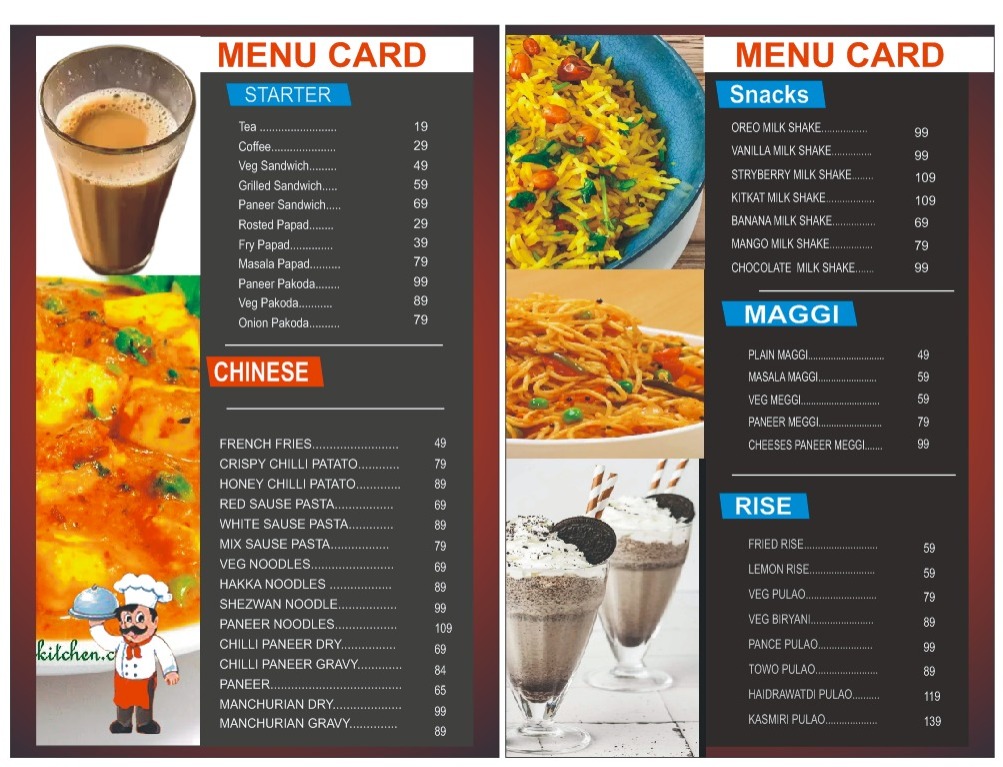 MENU CARD
STARTER
Tea ......................... 19
Coffee..................... 29
Veg Sandwich......... 49
Grilled Sandwich..... 59
Paneer Sandwich..... 69
Rosted Papad........ 29
Fry Papad.............. 39
Masala Papad.......... 79
Paneer Pakoda........ 99
Veg Pakoda........... 89
Onion Pakoda.......... 79
CHINESE
FRENCH FRIES......................... 49
CRISPY CHILLI PATATO............ 79
HONEY CHILLI PATATO............. 89
RED SAUSE PASTA................. 69
WHITE SAUSE PASTA............. 89
MIX SAUSE PASTA................. 79
VEG NOODLES........................ 69
HAKKA NOODLES .................. 89
SHEZWAN NOODLE................. 99
PANEER NOODLES.................. 109
CHILLI PANEER DRY................ 69
CHILLI PANEER GRAVY............. 84
PANEER...................................... 65
MANCHURIAN DRY.................... 99
MANCHURIAN GRAVY.............. 89
kitchen.c
MENU CARD
Snacks
OREO MILK SHAKE................. 99
VANILLA MILK SHAKE............... 99
STRYBERRY MILK SHAKE........ 109
KITKAT MILK SHAKE.................. 109
BANANA MILK SHAKE................ 69
MANGO MILK SHAKE................ 79
CHOCOLATE MILK SHAKE....... 99
MAGGI
PLAIN MAGGI............................ 49
MASALA MAGGI..................... 59
VEG MEGGI............................. 59
PANEER MEGGI....................... 79
CHEESES PANEER MEGGI....... 99
RISE
FRIED RISE........................... 59
LEMON RISE........................ 59
VEG PULAO.......................... 79
VEG BIRYANI....................... 89
PANCE PULAO.................... 99
TOWO PULAO....................... 89
HAIDRAWATDI PULAO.......... 119
KASMIRI PULAO................... 139